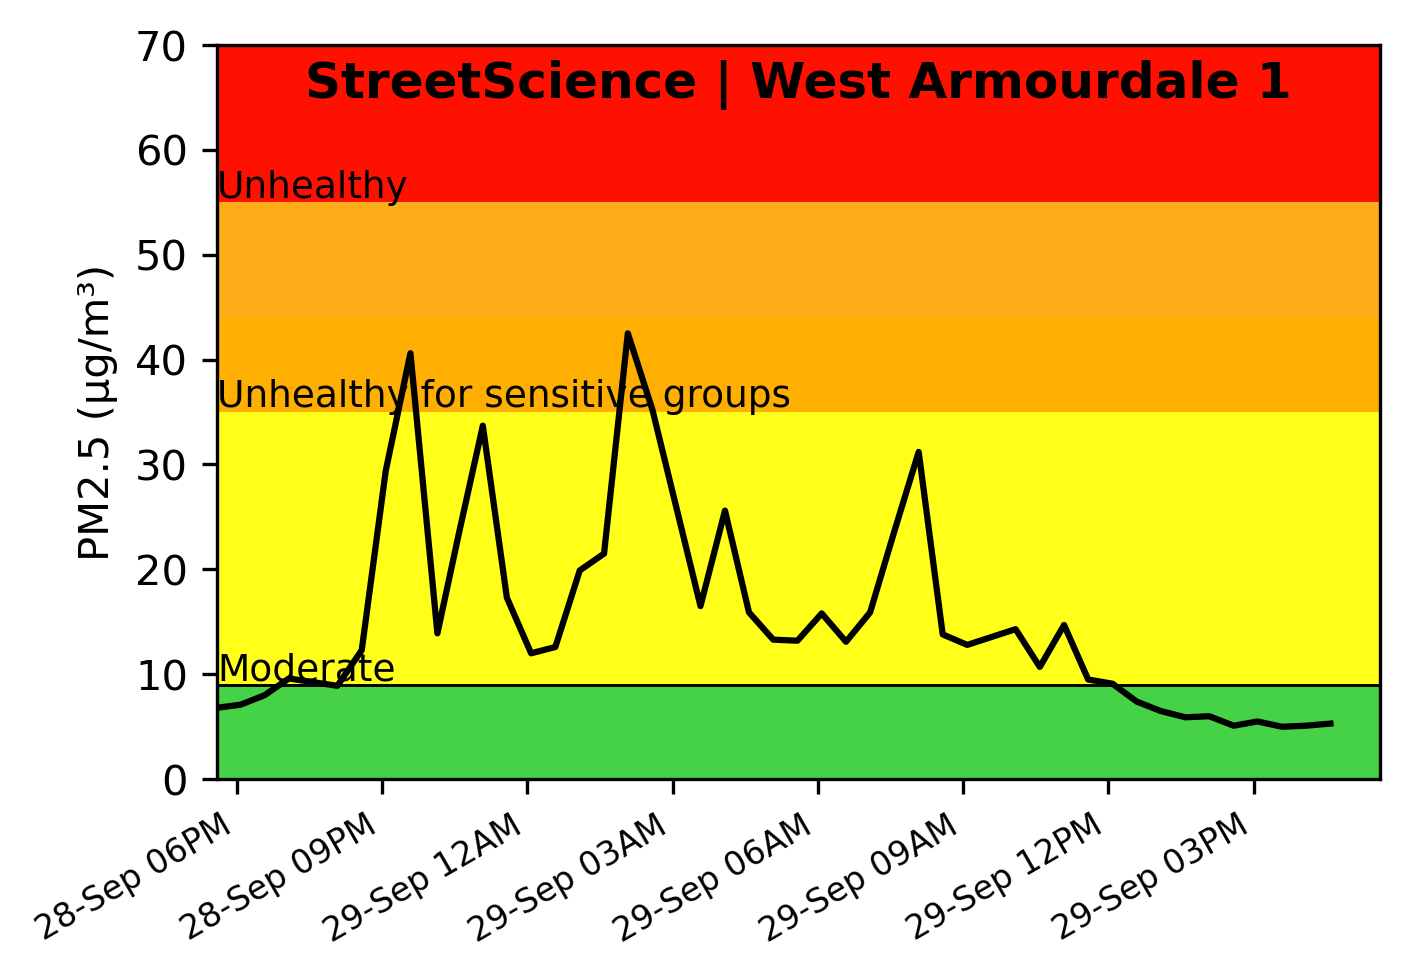 StreetScience | West Armourdale 1
70
60
50
40
30
20
10
0
PM2.5 (µg/m³)
Unhealthy
Unhealthy for sensitive groups
Moderate
28-Sep 06PM
28-Sep 09PM
29-Sep 12AM
29-Sep 03AM
29-Sep 06AM
29-Sep 09AM
29-Sep 12PM
29-Sep 03PM